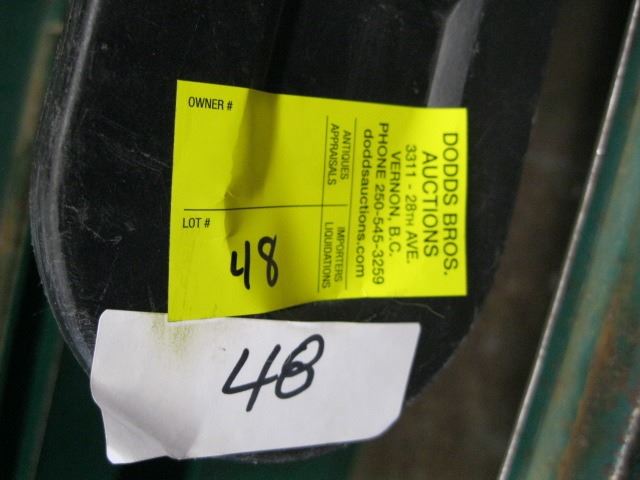 OWNER #
LOT #
48
ANTIQUES
APPRAISALS
IMPORTERS
LIQUIDATIONS
DODDS BROS.
AUCTIONS
3311 - 28TH AVE.
VERNON, B.C.
PHONE 250-545-3259
doddsauctions.com
48